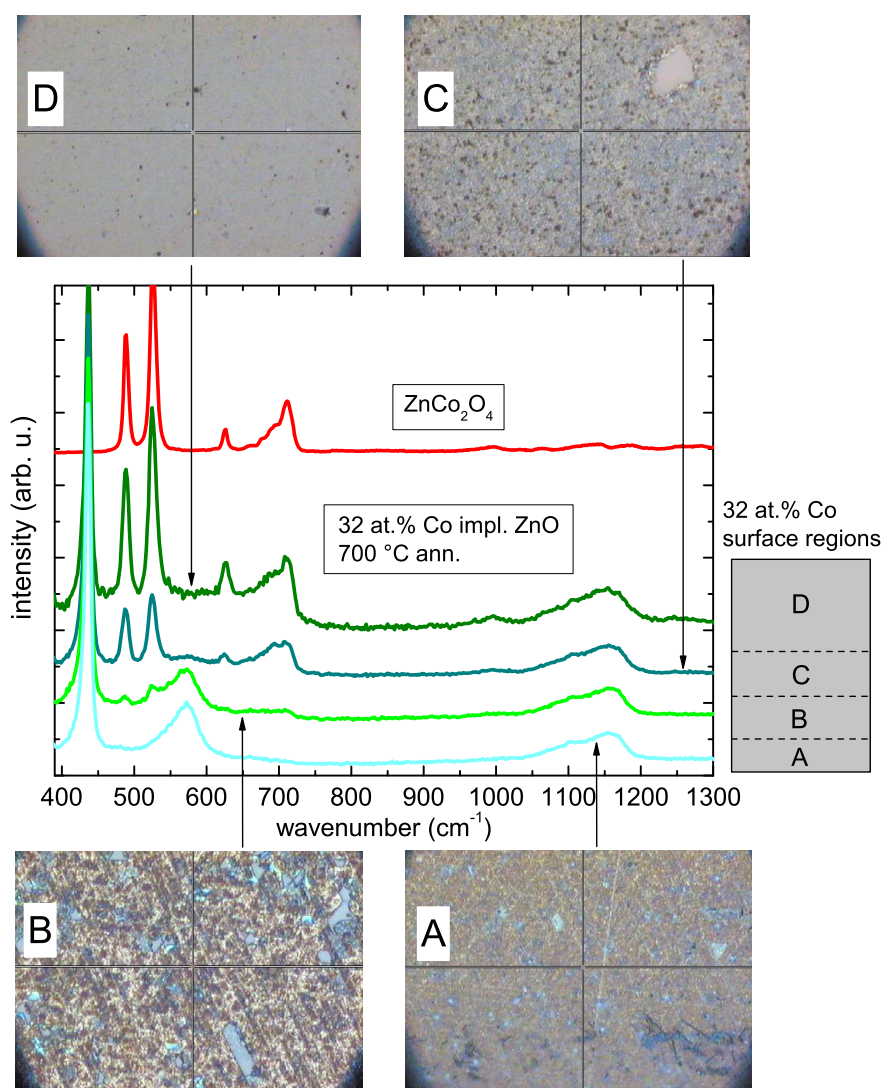 D
C
ZnCo₂O₄
32 at.% Co impl. ZnO
700 °C ann.
intensity (arb. u.)
400 500 600 700 800 900 1000 1100 1200 1300
wavenumber (cm⁻¹)
32 at.% Co
surface regions
D
C
B
A
B
A